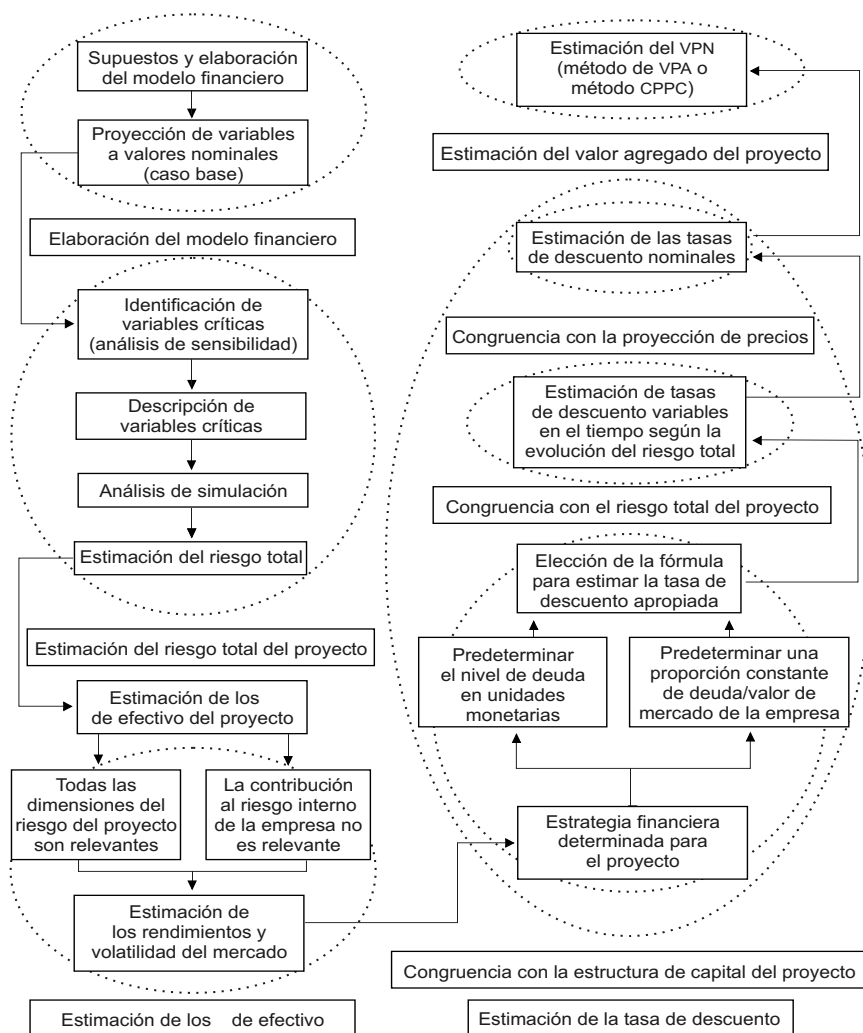 Supuestos y elaboración
del modelo financiero
Proyección de variables
a valores nominales
(caso base)
Elaboración del modelo financiero
Identificación de
variables críticas
(análisis de sensibilidad)
Descripción de
variables críticas
Análisis de simulación
Estimación del riesgo total
Estimación del riesgo total del proyecto
Estimación de los
de efectivo del proyecto
Todas las
dimensiones del
riesgo del proyecto
son relevantes
La contribución
al riesgo interno
de la empresa no
es relevante
Estimación de
los rendimientos y
volatilidad del mercado
Estimación de los de efectivo
Estimación del VPN
(método de VPA o
método CPPC)
Estimación del valor agregado del proyecto
Estimación de las tasas
de descuento nominales
Congruencia con la proyección de precios
Estimación de tasas
de descuento variables
en el tiempo según la
evolución del riesgo total
Congruencia con el riesgo total del proyecto
Elección de la fórmula
para estimar la tasa de
descuento apropiada
Predeterminar
el nivel de deuda
en unidades
monetarias
Predeterminar una
proporción constante
de deuda/valor de
mercado de la empresa
Estrategia financiera
determinada para
el proyecto
Congruencia con la estructura de capital del proyecto
Estimación de la tasa de descuento